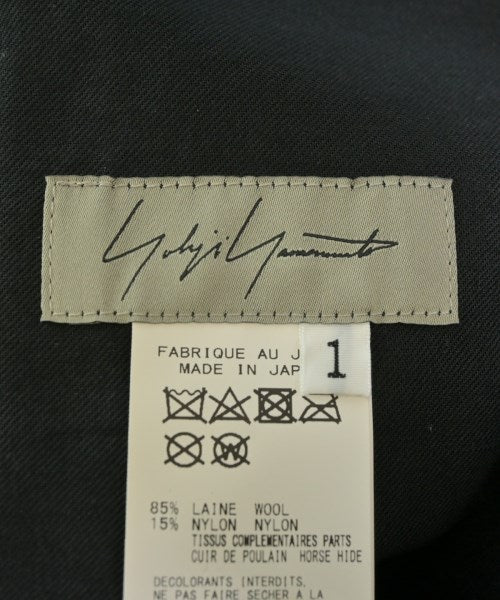 Yohji Yamamoto
1
FABRIQUE AU J
MADE IN JAP
W
85% LAINE WOOL
15% NYLON NYLON
TISSUS COMPLEMENTAIRES PARTS
CUIR DE POULAIN HORSE HIDE
DECOLORANTS INTERDITS,
NE PAS FAIRE SECHER A LA